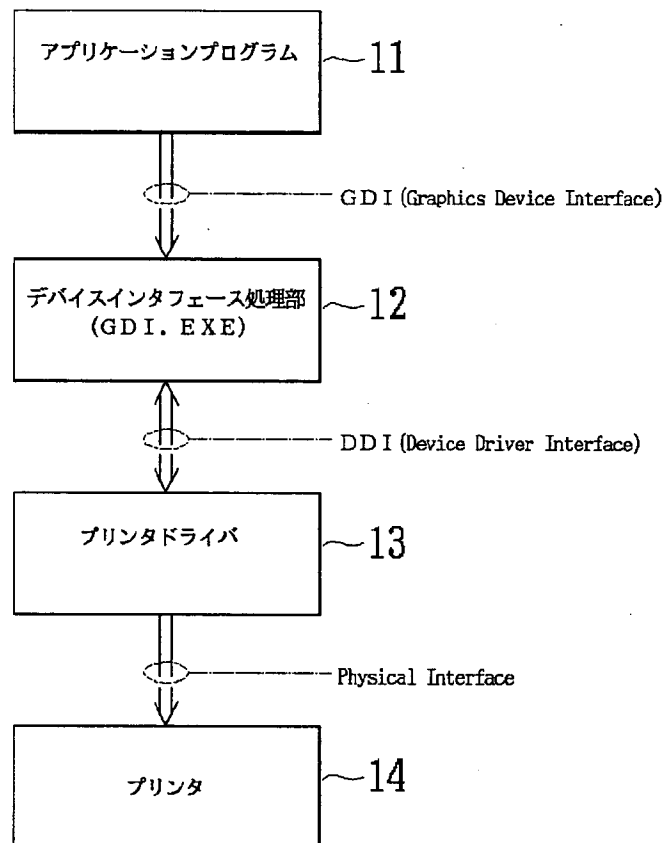 アプリケーションプログラム
11
GDI(Graphics Device Interface)
デバイスインタフェース処理部
(GDI. EXE)
12
DDI(Device Driver Interface)
プリンタドライバ
13
Physical Interface
プリンタ
14